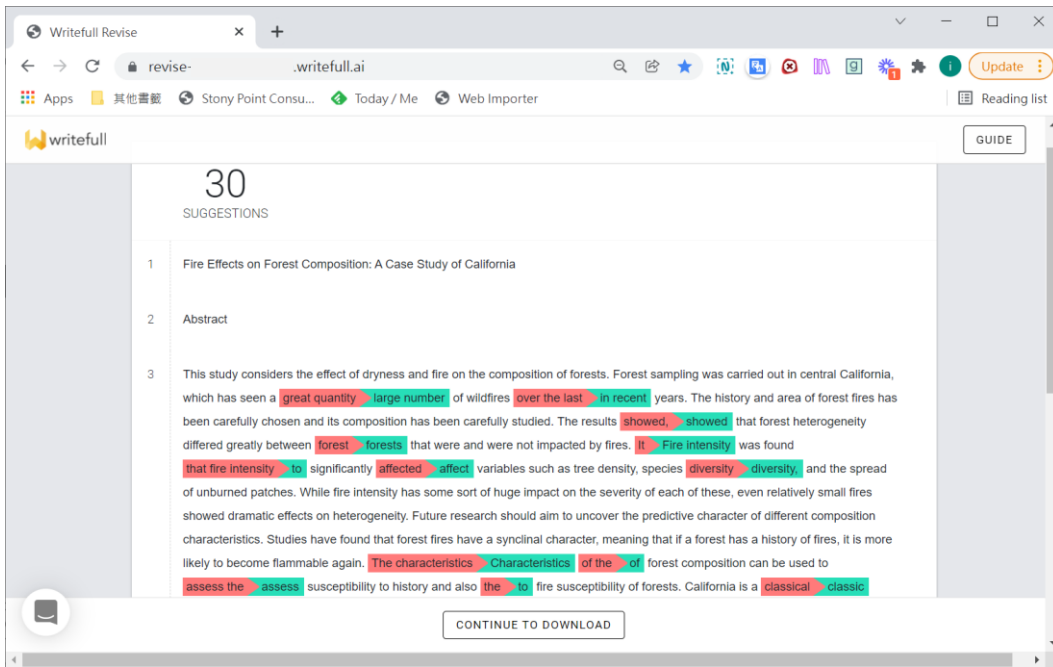 Writefull Revise
revise- .writefull.ai
Update
1
Apps 其他書籤 Stony Point Consu... Today / Me Web Importer Reading list
writefull GUIDE
30
SUGGESTIONS
1 Fire Effects on Forest Composition: A Case Study of California
2 Abstract
3 This study considers the effect of dryness and fire on the composition of forests. Forest sampling was carried out in central California,
which has seen a great quantity large number of wildfires over the last in recent years. The history and area of forest fires has
been carefully chosen and its composition has been carefully studied. The results showed, showed that forest heterogeneity
differed greatly between forest forests that were and were not impacted by fires. It Fire intensity was found
that fire intensity to significantly affected affect variables such as tree density, species diversity diversity, and the spread
of unburned patches. While fire intensity has some sort of huge impact on the severity of each of these, even relatively small fires
showed dramatic effects on heterogeneity. Future research should aim to uncover the predictive character of different composition
characteristics. Studies have found that forest fires have a synclinal character, meaning that if a forest has a history of fires, it is more
likely to become flammable again. The characteristics Characteristics of the of forest composition can be used to
assess the assess susceptibility to history and also the to fire susceptibility of forests. California is a classical classic
CONTINUE TO DOWNLOAD